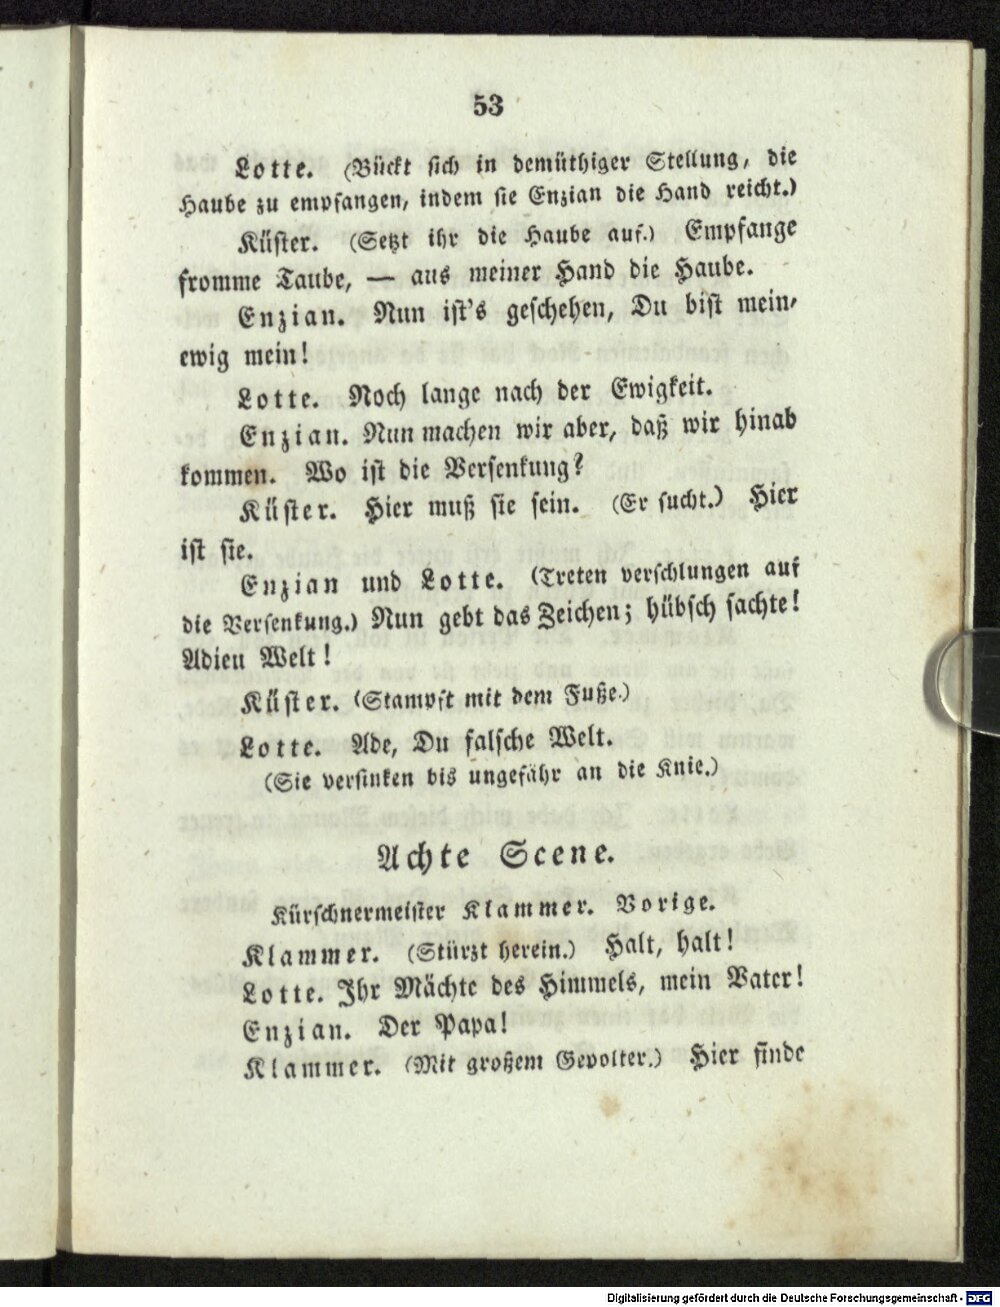 53
Lotte. (Bückt sich in demüthiger Stellung, die
Haube zu empfangen, indem sie Enzian die Hand reicht.)
Küster. (Setzt ihr die Haube auf.) Empfange
fromme Taube, — aus meiner Hand die Haube.
Enzian. Nun ist's geschehen, Du bist mein,
ewig mein!
Lotte. Noch lange nach der Ewigkeit.
Enzian. Nun machen wir aber, daß wir hinab
kommen. Wo ist die Versenkung?
Küster. Hier muß sie sein. (Er sucht.) Hier
ist sie.
Enzian und Lotte. (Treten verschlungen auf
die Versenkung.) Nun gebt das Zeichen; hübsch sachte!
Adieu Welt!
Küster. (Stampft mit dem Fuße.)
Lotte. Ade, Du falsche Welt.
(Sie versinken bis ungefähr an die Knie.)
Achte Scene.
Kürschnermeister Klammer. Vorige.
Klammer. (Stürzt herein.) Halt, halt!
Lotte. Ihr Mächte des Himmels, mein Vater!
Enzian. Der Papa!
Klammer. (Mit großem Gepolter.) Hier finde
Digitalisierung gefördert durch die Deutsche Forschungsgemeinschaft - DFG